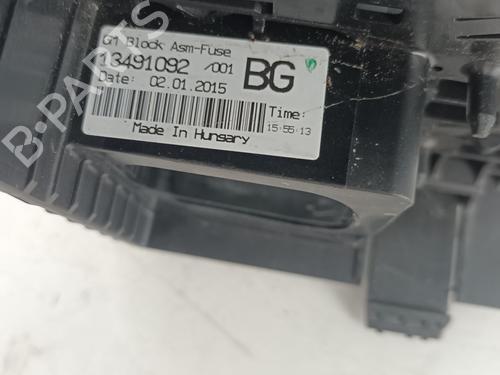 GM Block Asm-Fuse
13491092 /001 BG
Date: 02.01.2015
Time:
15:55:13
Made In Hungary
B-PARTS